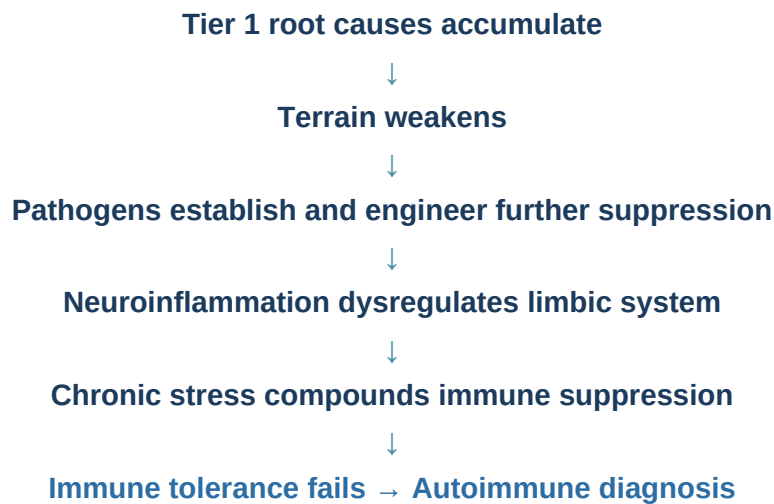 Tier 1 root causes accumulate
↓
Terrain weakens
↓
Pathogens establish and engineer further suppression
↓
Neuroinflammation dysregulates limbic system
↓
Chronic stress compounds immune suppression
↓
Immune tolerance fails → Autoimmune diagnosis